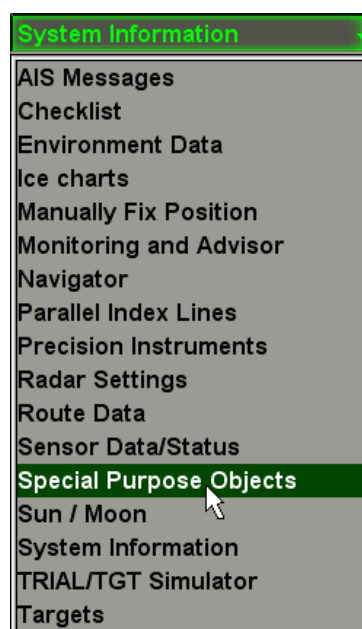 System Information
AIS Messages
Checklist
Environment Data
Ice charts
Manually Fix Position
Monitoring and Advisor
Navigator
Parallel Index Lines
Precision Instruments
Radar Settings
Route Data
Sensor Data/Status
Special Purpose Objects
Sun / Moon
System Information
TRIAL/TGT Simulator
Targets